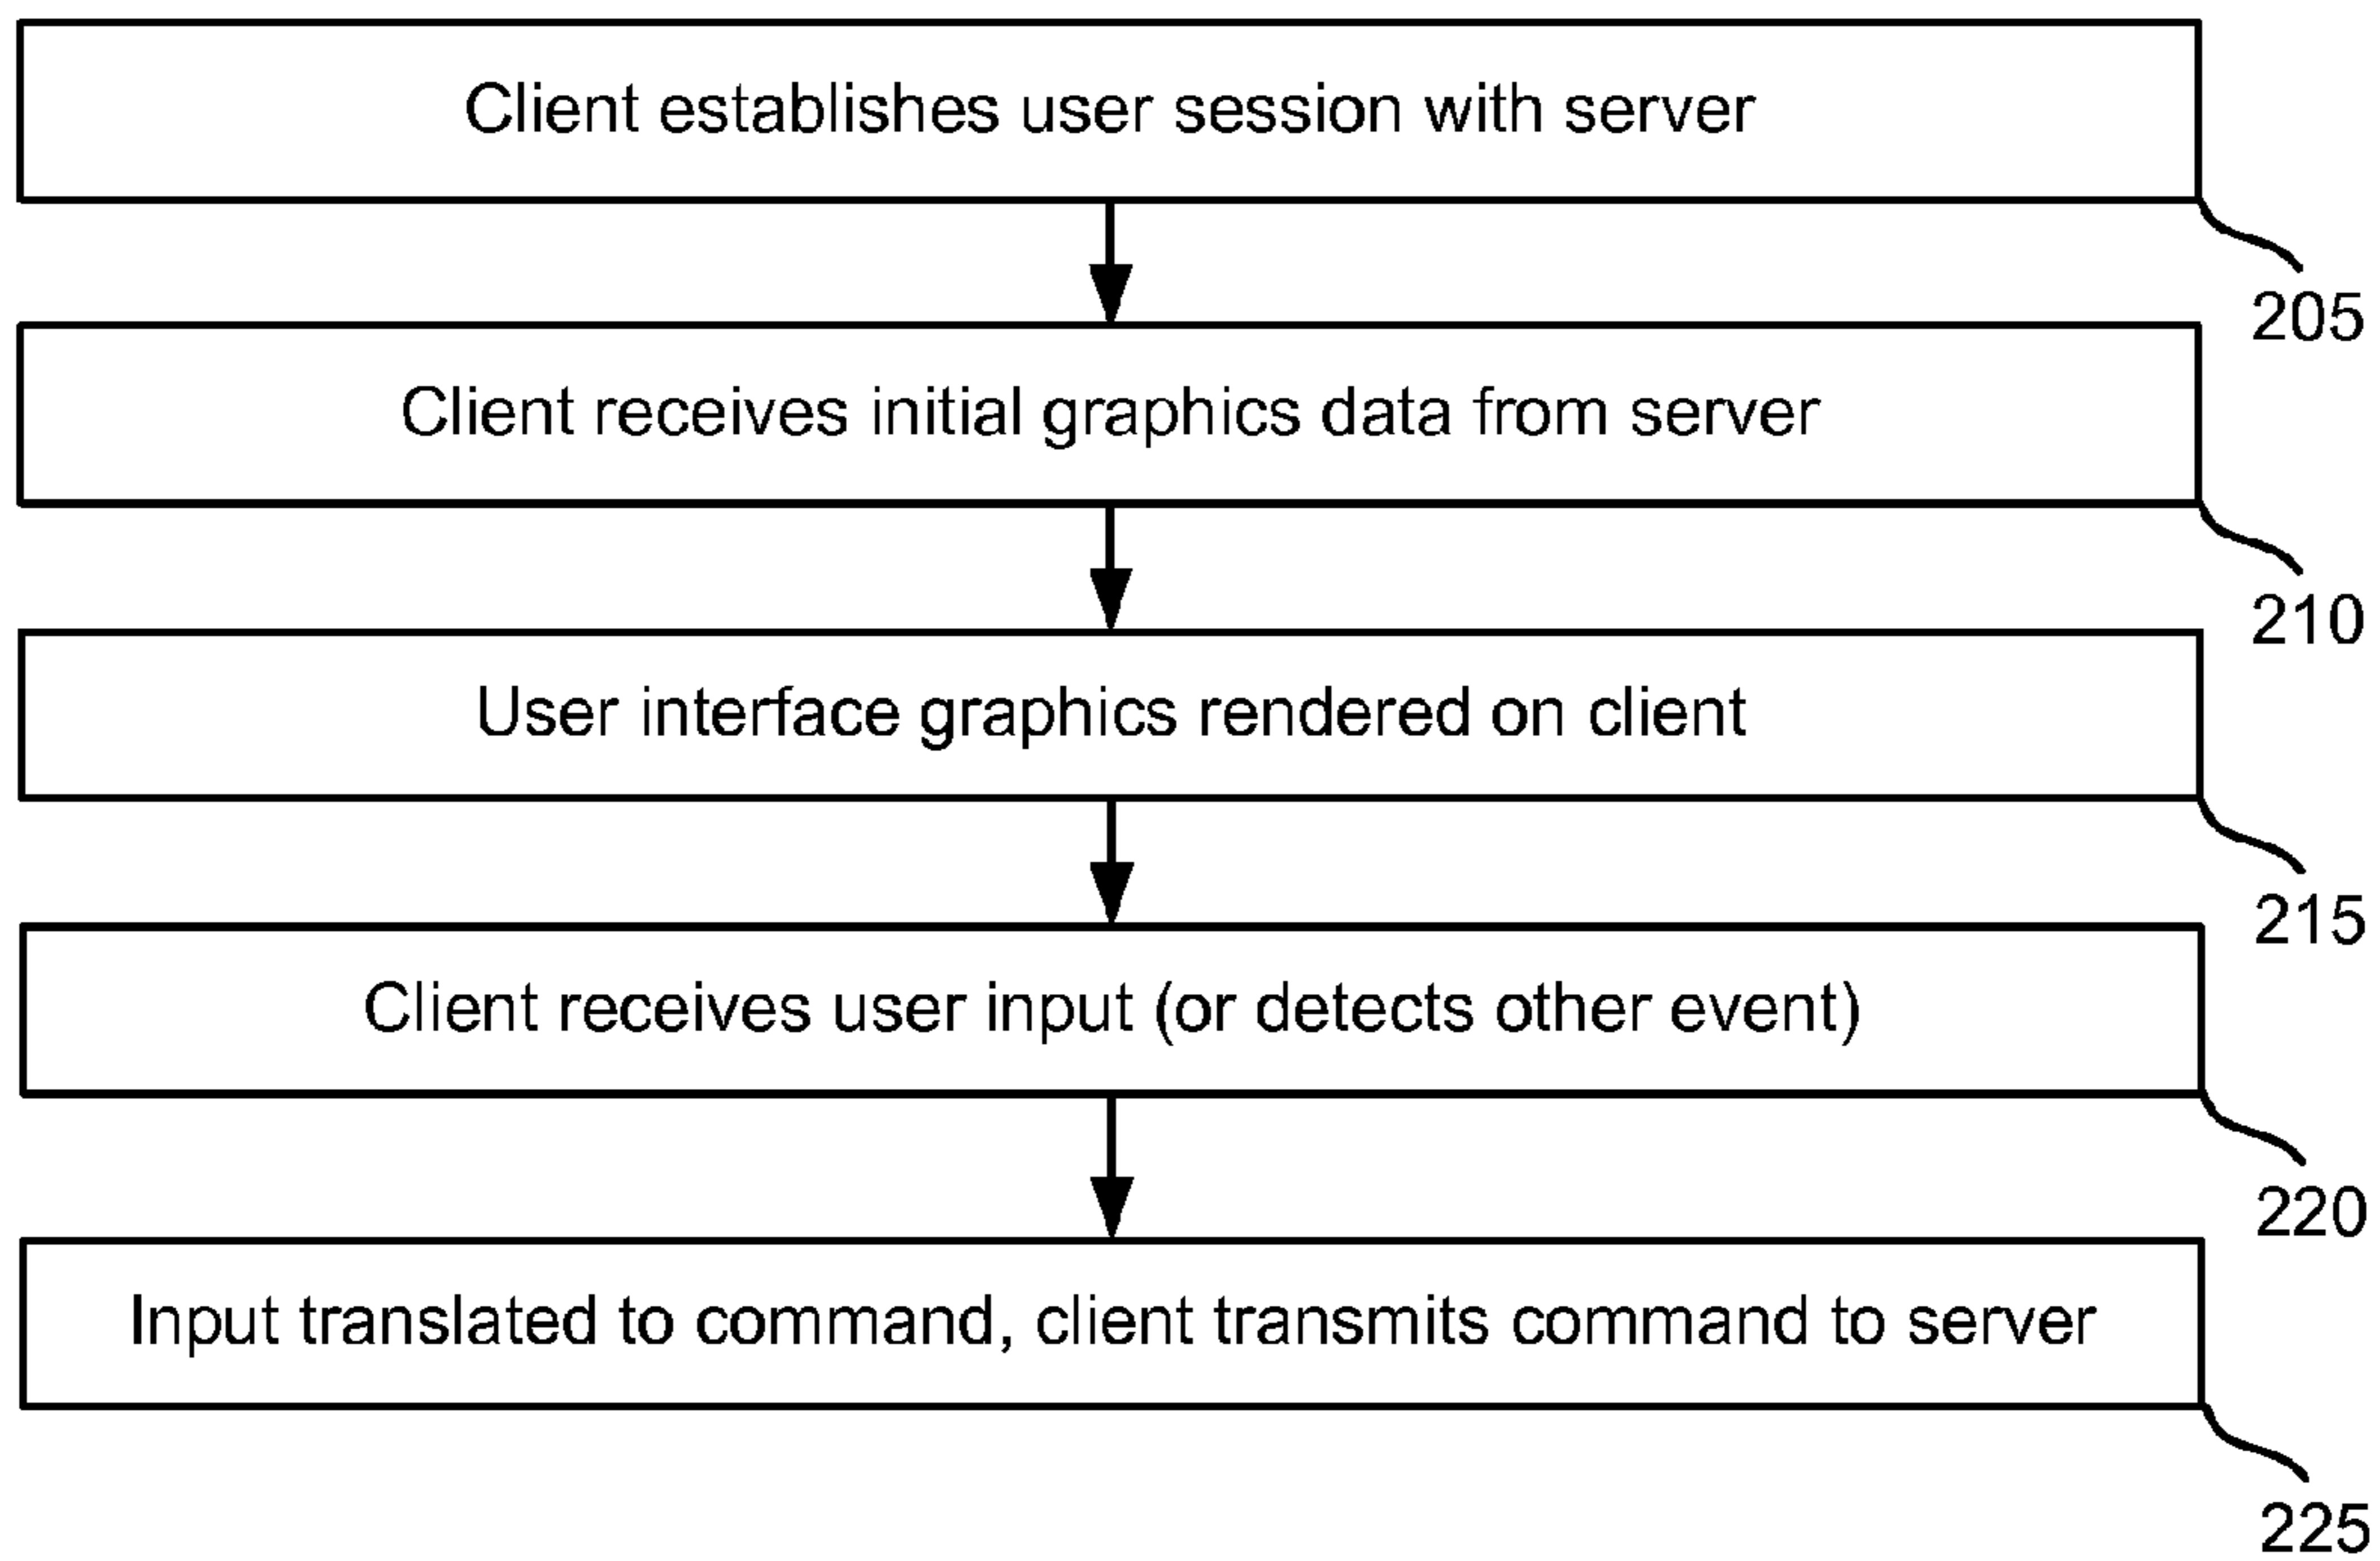 Client establishes user session with server
205
Client receives initial graphics data from server
210
User interface graphics rendered on client
215
Client receives user input (or detects other event)
220
Input translated to command, client transmits command to server
225